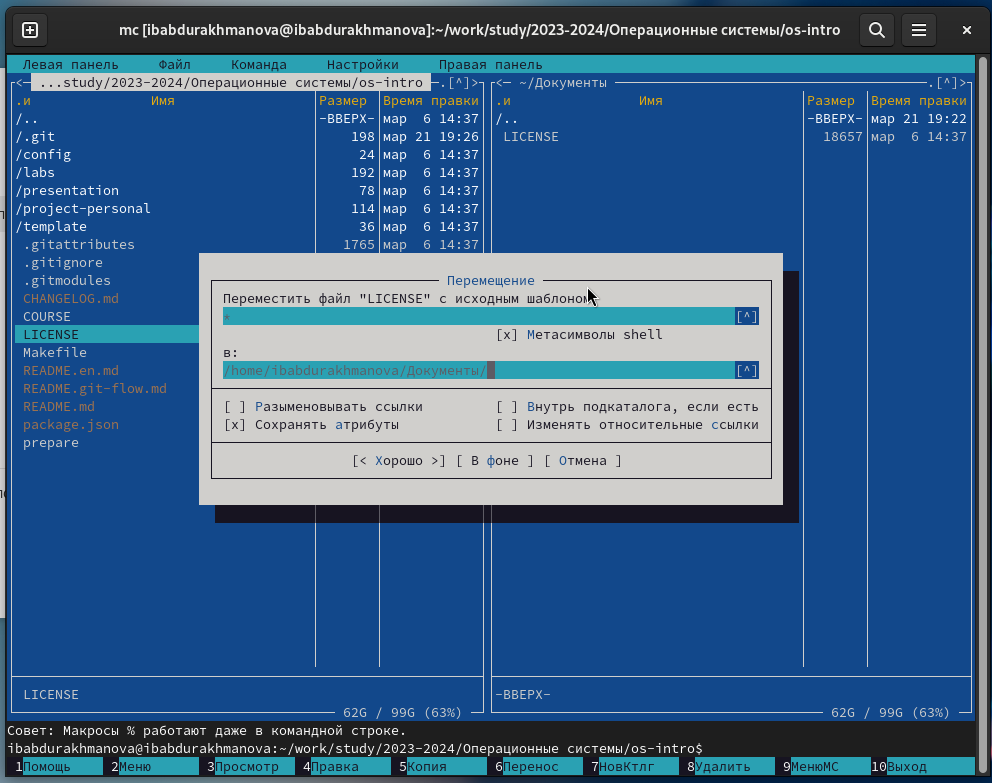 mc [ibabdurakhmanova@ibabdurakhmanova]:~/work/study/2023-2024/Операционные системы/os-intro
Левая панель Файл Команда Настройки Правая панель
<— ...study/2023-2024/Операционные системы/os-intro —.[^]>
.и Имя Размер Время правки
/.. -ВВЕРХ- мар 6 14:37
/.git 198 мар 21 19:26
/config 24 мар 6 14:37
/labs 192 мар 6 14:37
/presentation 78 мар 6 14:37
/project-personal 114 мар 6 14:37
/template 36 мар 6 14:37
.gitattributes 1765 мар 6 14:37
.gitignore
.gitmodules
CHANGELOG.md
COURSE
LICENSE
Makefile
README.en.md
README.git-flow.md
README.md
package.json
prepare
LICENSE
62G / 99G (63%)
<— ~/Документы —.[^]>
.и Имя Размер Время правки
/.. -ВВЕРХ- мар 21 19:22
LICENSE 18657 мар 6 14:37
-ВВЕРХ-
62G / 99G (63%)
Перемещение
Переместить файл "LICENSE" с исходным шаблоном
* [^]
[x] Метасимволы shell
в:
/home/ibabdurakhmanova/Документы/ [^]
[ ] Разыменовывать ссылки [ ] Внутрь подкаталога, если есть
[x] Сохранять атрибуты [ ] Изменять относительные ссылки
[< Хорошо >] [ В фоне ] [ Отмена ]
Совет: Макросы % работают даже в командной строке.
ibabdurakhmanova@ibabdurakhmanova:~/work/study/2023-2024/Операционные системы/os-intro$
1Помощь 2Меню 3Просмотр 4Правка 5Копия 6Перенос 7НовКтлг 8Удалить 9МенюМС 10Выход